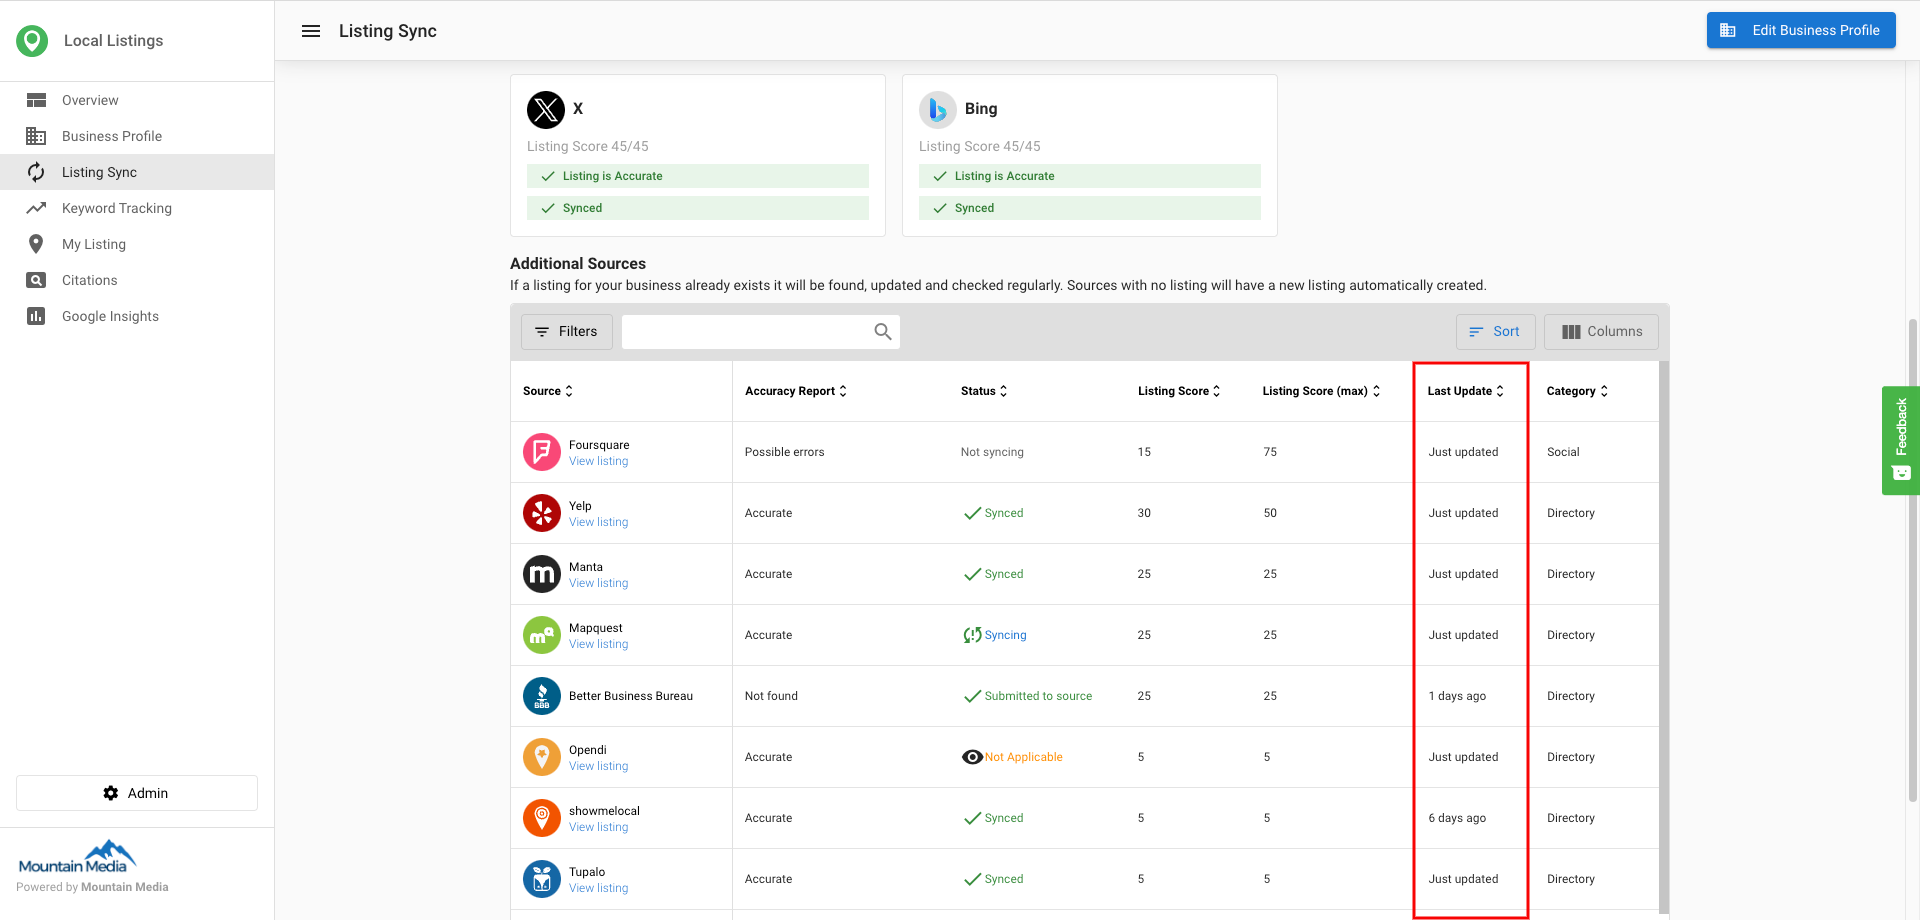 Local Listings
Listing Sync
Edit Business Profile
Overview
Business Profile
Listing Sync
Keyword Tracking
My Listing
Citations
Google Insights
Admin
Mountain Media
Powered by Mountain Media
X
Listing Score 45/45
Listing is Accurate
Synced
Bing
Listing Score 45/45
Listing is Accurate
Synced
Additional Sources
If a listing for your business already exists it will be found, updated and checked regularly. Sources with no listing will have a new listing automatically created.
Filters
Sort
Columns
Source Accuracy Report Status Listing Score Listing Score (max) Last Update Category
Foursquare
View listing
Possible errors Not syncing 15 75 Just updated Social
Yelp
View listing
Accurate Synced 30 50 Just updated Directory
m
Manta
View listing
Accurate Synced 25 25 Just updated Directory
mq
Mapquest
View listing
Accurate Syncing 25 25 Just updated Directory
BBB
Better Business Bureau Not found Submitted to source 25 25 1 days ago Directory
Opendi
View listing
Accurate Not Applicable 5 5 Just updated Directory
showmelocal
View listing
Accurate Synced 5 5 6 days ago Directory
Tupalo
View listing
Accurate Synced 5 5 Just updated Directory
Feedback